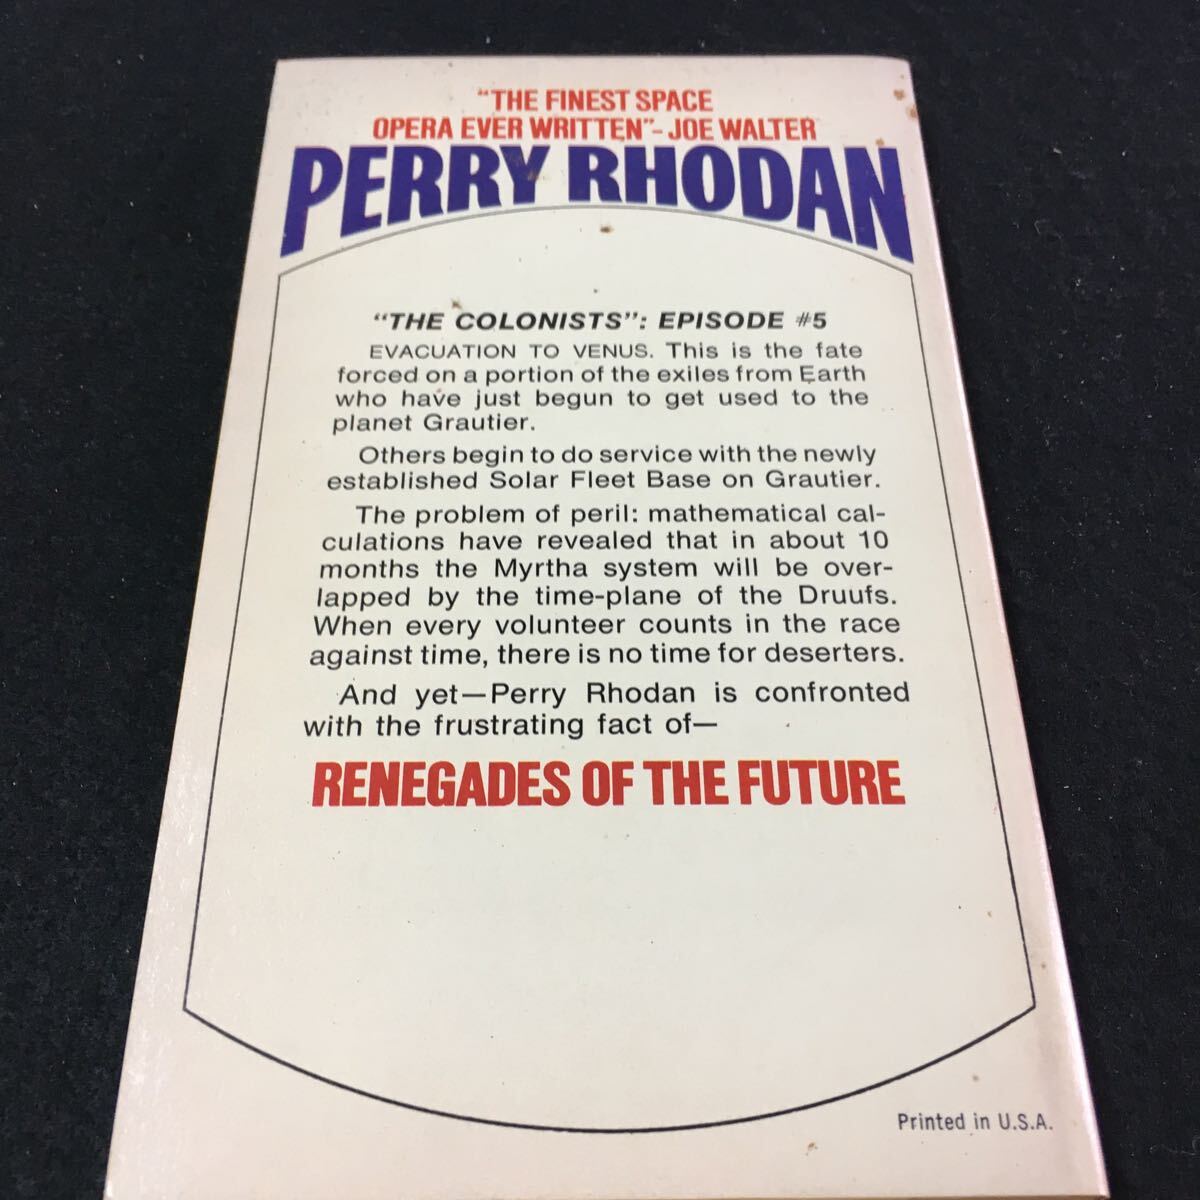 "THE FINEST SPACE
OPERA EVER WRITTEN"- JOE WALTER
PERRY RHODAN
"THE COLONISTS": EPISODE #5
EVACUATION TO VENUS. This is the fate
forced on a portion of the exiles from Earth
who have just begun to get used to the
planet Grautier.
Others begin to do service with the newly
established Solar Fleet Base on Grautier.
The problem of peril: mathematical cal-
culations have revealed that in about 10
months the Myrtha system will be over-
lapped by the time-plane of the Druufs.
When every volunteer counts in the race
against time, there is no time for deserters.
And yet—Perry Rhodan is confronted
with the frustrating fact of—
RENEGADES OF THE FUTURE
Printed in U.S.A.